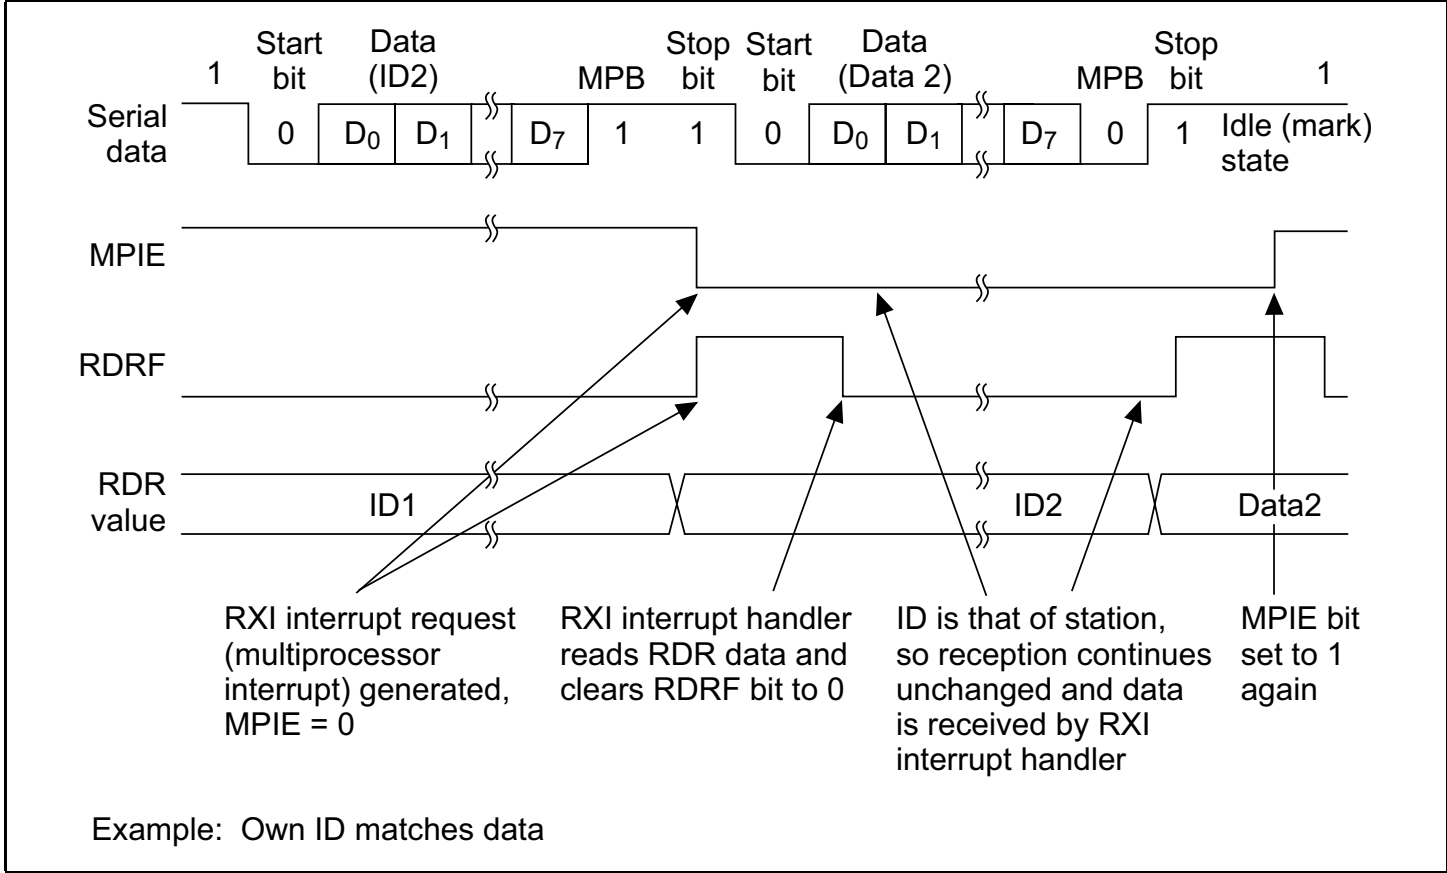 Start bit Data (ID2) MPB Stop bit Start bit Data (Data 2) MPB Stop bit
1 1
Serial data 0 D0 D1 D7 1 1 0 D0 D1 D7 0 1 Idle (mark) state
MPIE
RDRF
RDR value ID1 ID2 Data2
RXI interrupt request
(multiprocessor
interrupt) generated,
MPIE = 0
RXI interrupt handler
reads RDR data and
clears RDRF bit to 0
ID is that of station,
so reception continues
unchanged and data
is received by RXI
interrupt handler
MPIE bit
set to 1
again
Example: Own ID matches data